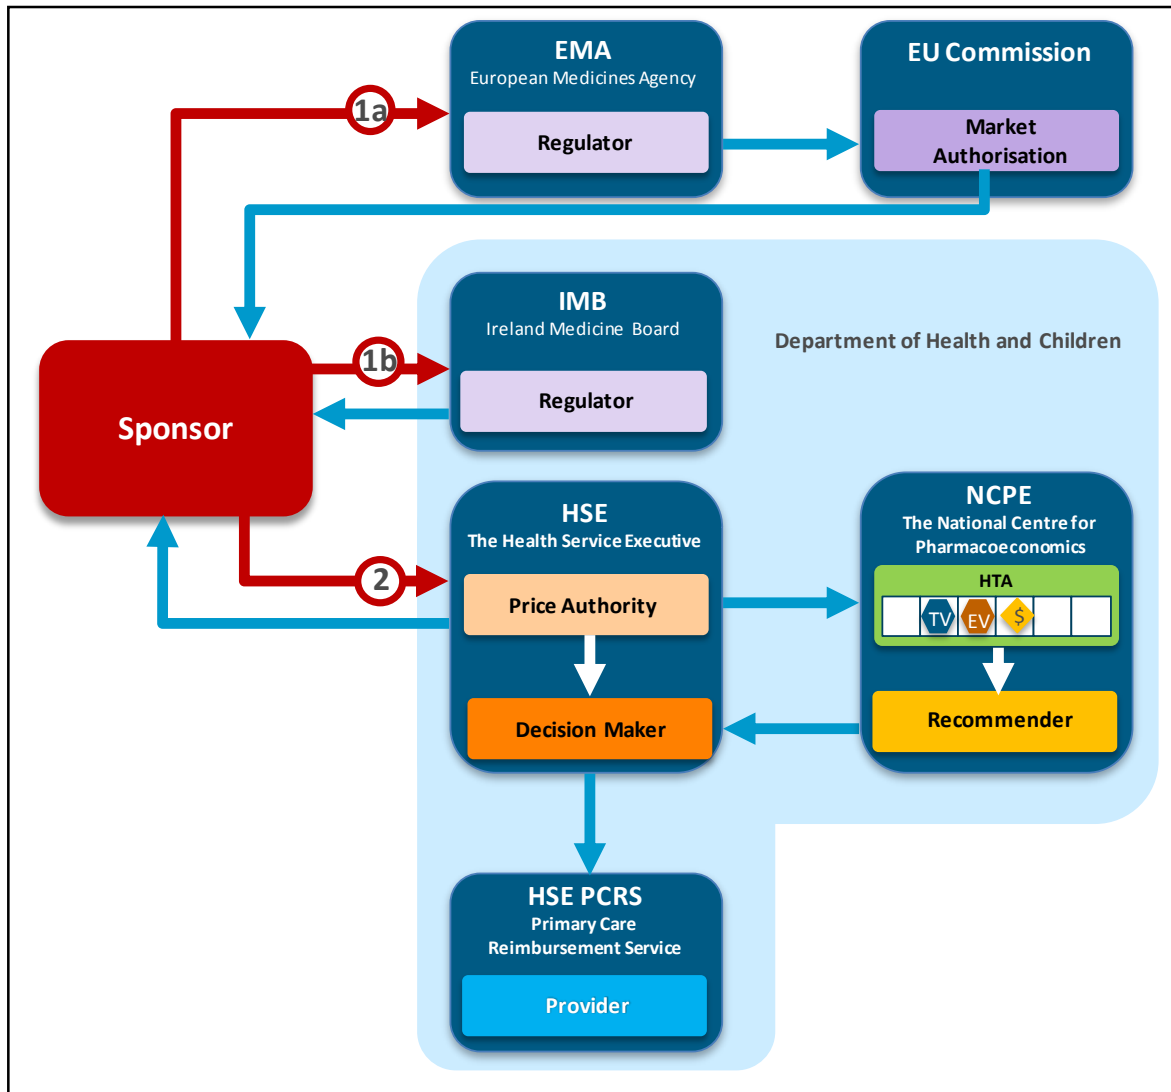 EMA
European Medicines Agency
Regulator
EU Commission
Market
Authorisation
1a
IMB
Ireland Medicine Board
Regulator
Department of Health and Children
1b
Sponsor
HSE
The Health Service Executive
Price Authority
Decision Maker
2
NCPE
The National Centre for
Pharmacoeconomics
HTA
TV
EV
$
Recommender
HSE PCRS
Primary Care
Reimbursement Service
Provider